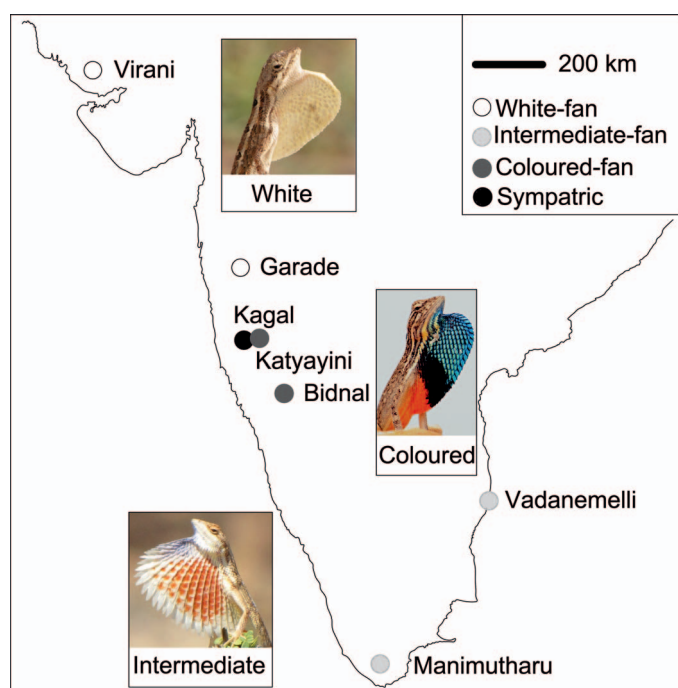 Virani
200 km
White-fan
Intermediate-fan
Coloured-fan
Sympatric
White
Garade
Kagal
Katyayini
Bidnal
Coloured
Vadanemelli
Intermediate
Manimutharu